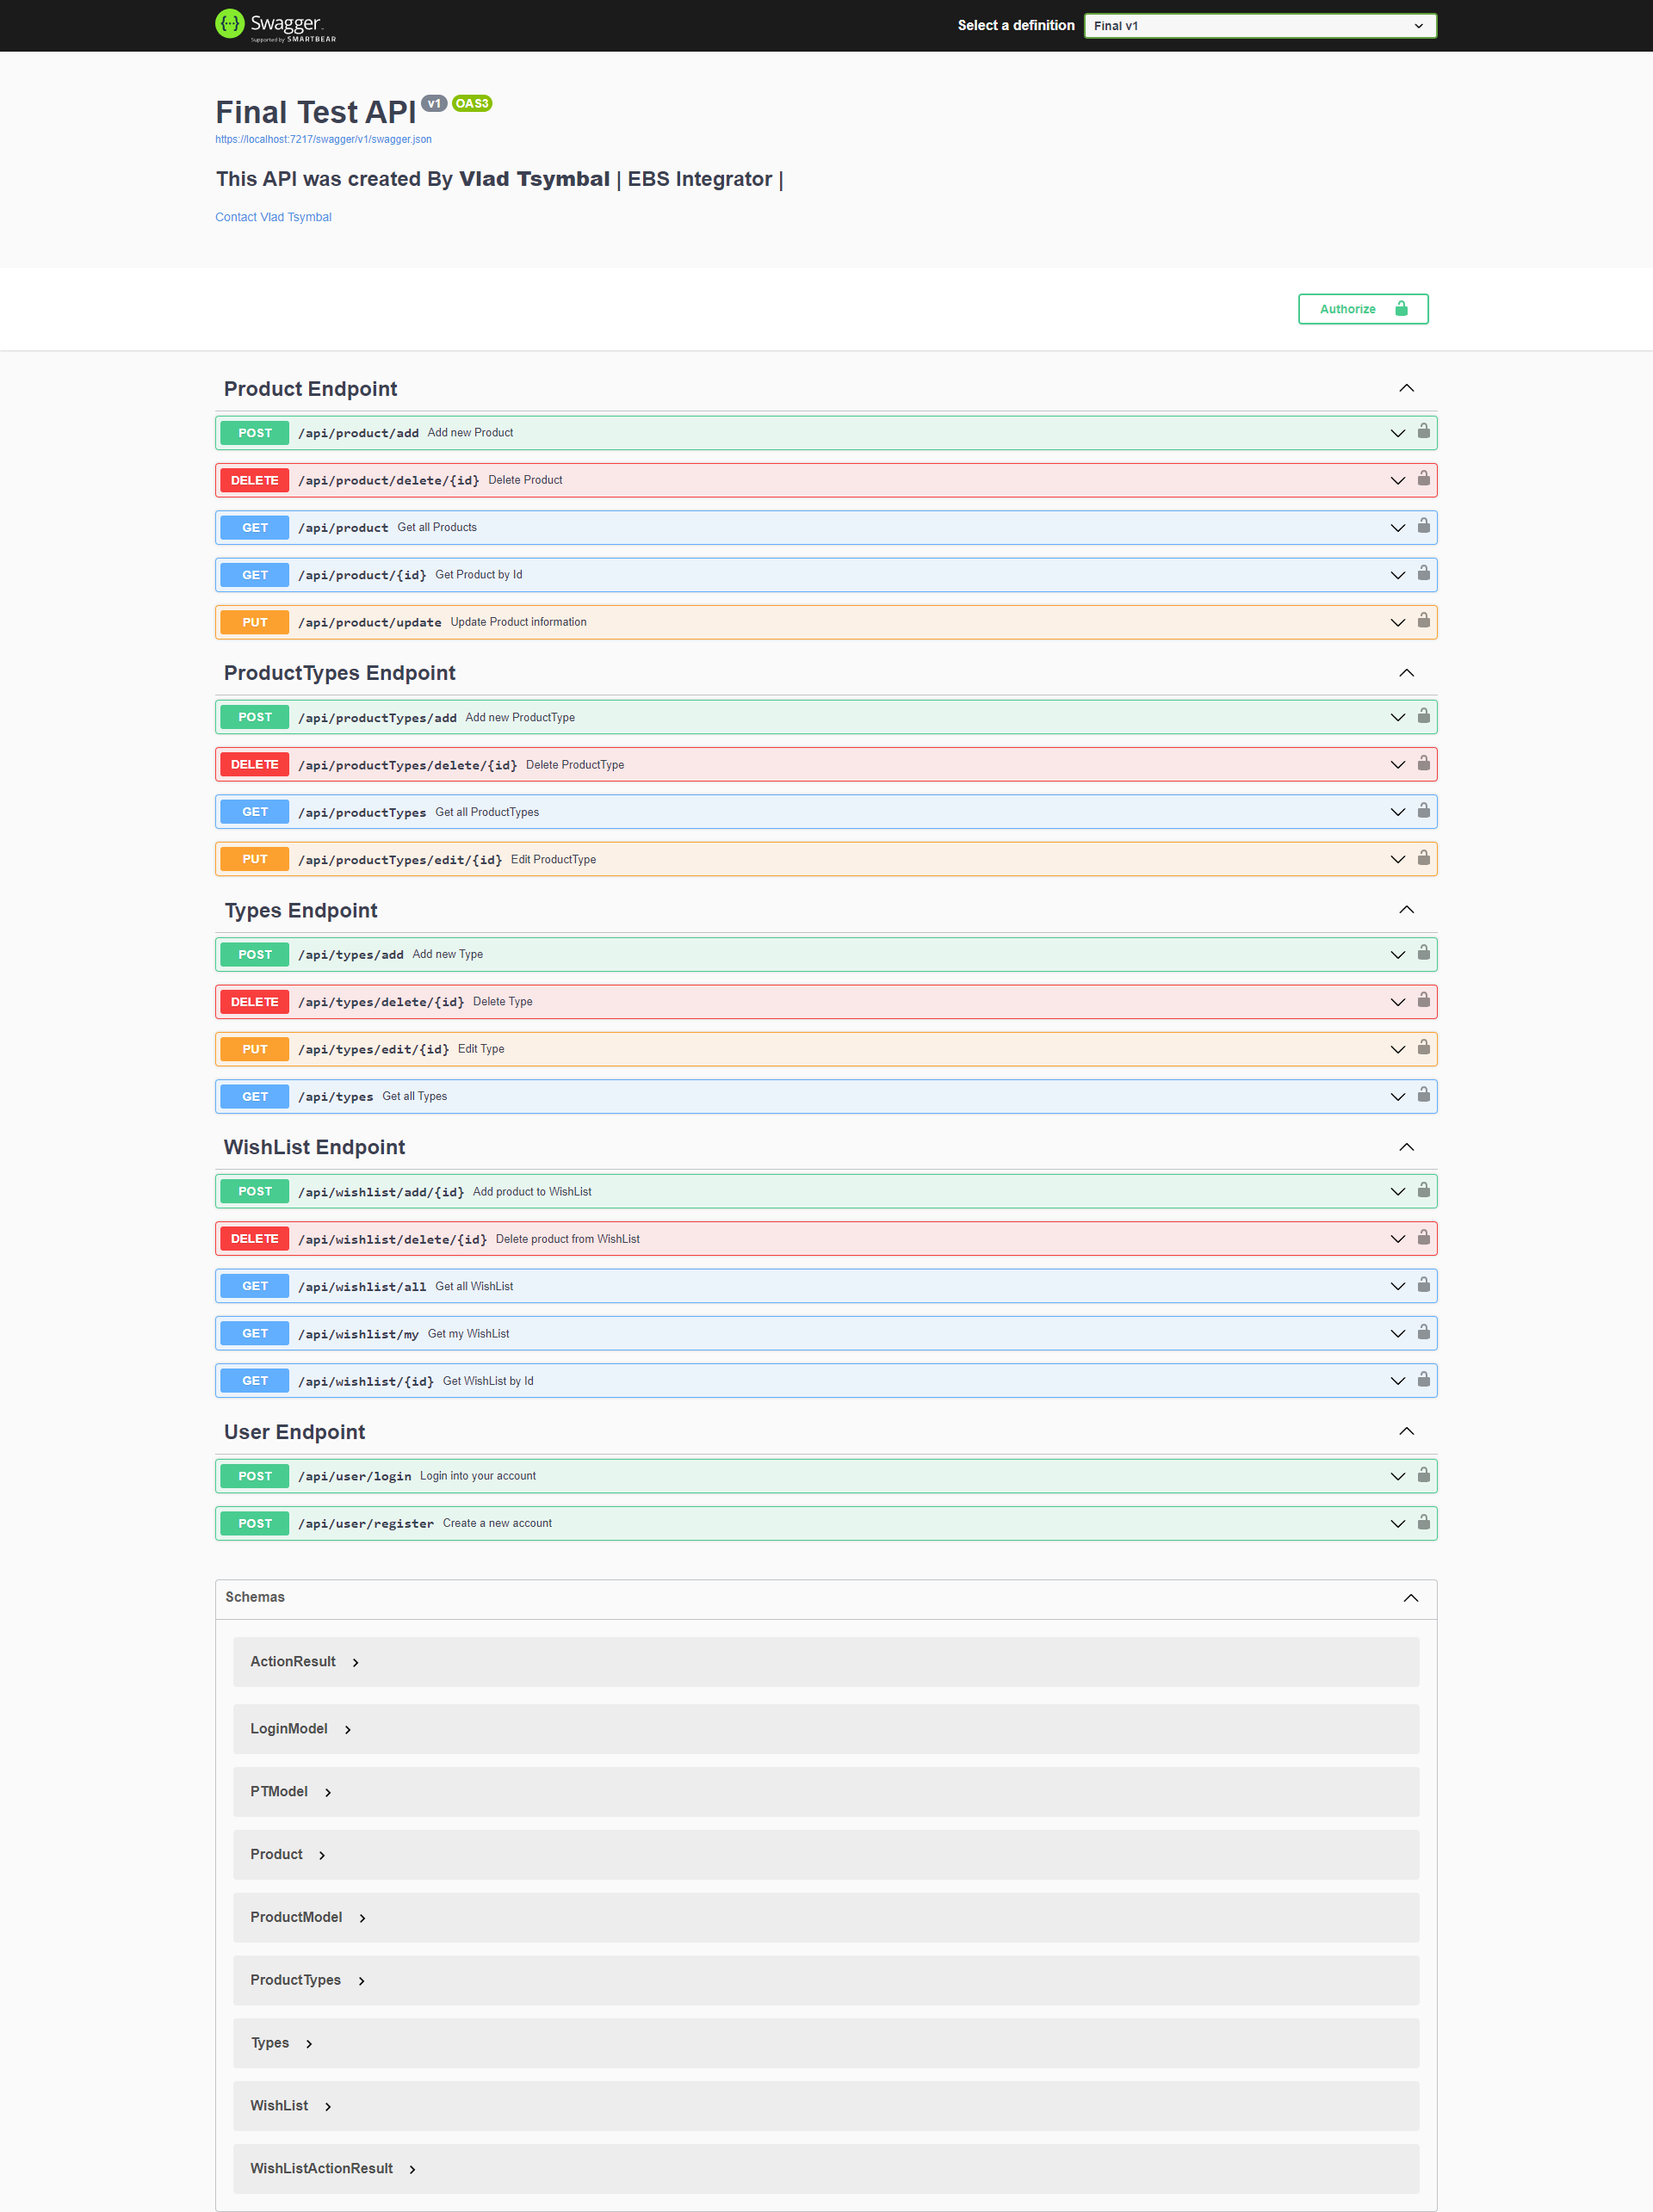 Swagger.
Supported by SMARTBEAR
Select a definition
Final v1
Final Test API v1 OAS3
https://localhost:7217/swagger/v1/swagger.json
This API was created By Vlad Tsymbal | EBS Integrator |
Contact Vlad Tsymbal
Authorize
Product Endpoint
POST /api/product/add Add new Product
DELETE /api/product/delete/{id} Delete Product
GET /api/product Get all Products
GET /api/product/{id} Get Product by Id
PUT /api/product/update Update Product information
ProductTypes Endpoint
POST /api/productTypes/add Add new ProductType
DELETE /api/productTypes/delete/{id} Delete ProductType
GET /api/productTypes Get all ProductTypes
PUT /api/productTypes/edit/{id} Edit ProductType
Types Endpoint
POST /api/types/add Add new Type
DELETE /api/types/delete/{id} Delete Type
PUT /api/types/edit/{id} Edit Type
GET /api/types Get all Types
WishList Endpoint
POST /api/wishlist/add/{id} Add product to WishList
DELETE /api/wishlist/delete/{id} Delete product from WishList
GET /api/wishlist/all Get all WishList
GET /api/wishlist/my Get my WishList
GET /api/wishlist/{id} Get WishList by Id
User Endpoint
POST /api/user/login Login into your account
POST /api/user/register Create a new account
Schemas
ActionResult
LoginModel
PTModel
Product
ProductModel
ProductTypes
Types
WishList
WishListActionResult